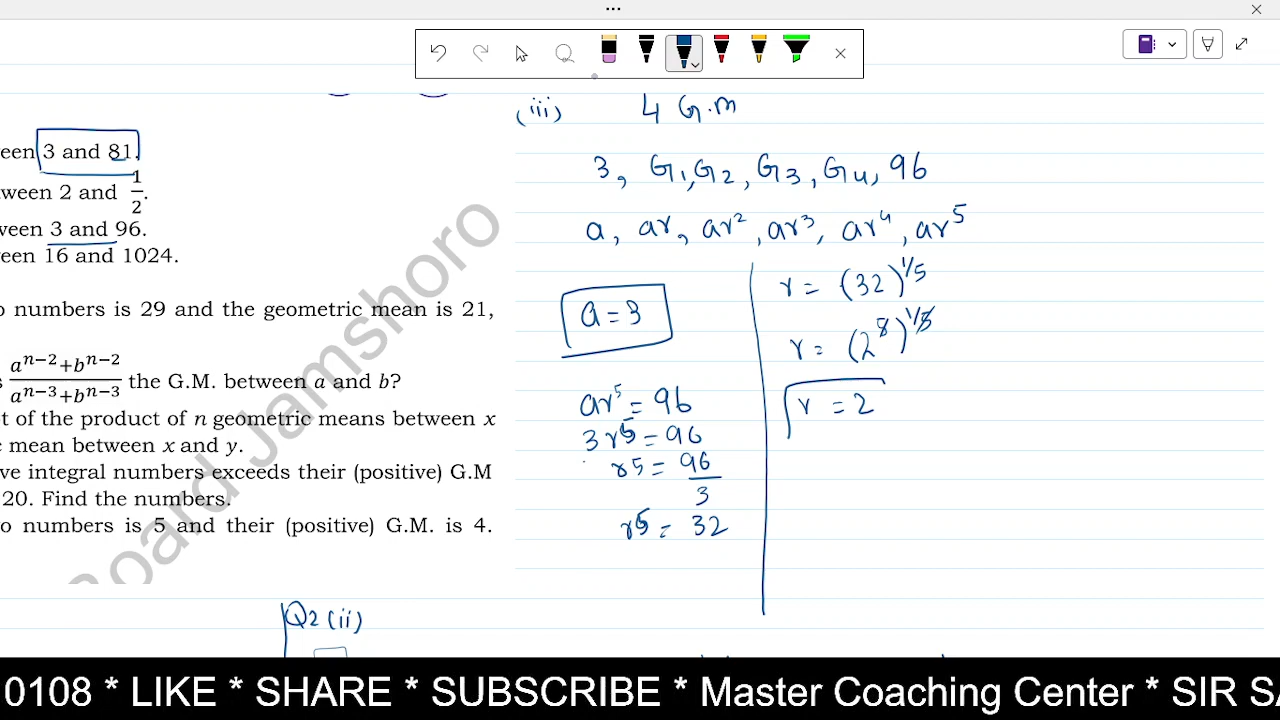 een 3 and 81.
ween 2 and 1/2.
ween 3 and 96.
een 16 and 1024.
o numbers is 29 and the geometric mean is 21,
s (aⁿ⁻²+bⁿ⁻²)/(aⁿ⁻³+bⁿ⁻³) the G.M. between a and b?
ot of the product of n geometric means between x
c mean between x and y.
ve integral numbers exceeds their (positive) G.M
20. Find the numbers.
o numbers is 5 and their (positive) G.M. is 4.
Board Jamshoro
Q2 (ii)
(iii) 4 G.M
3, G₁, G₂, G₃, G₄, 96
a, ar, ar², ar³, ar⁴, ar⁵
a = 3
ar⁵ = 96
3r⁵ = 96
r⁵ = 96/3
r⁵ = 32
r = (32)^1/5
r = (2⁵)^1/5
r = 2
0108 * LIKE * SHARE * SUBSCRIBE * Master Coaching Center * SIR SA